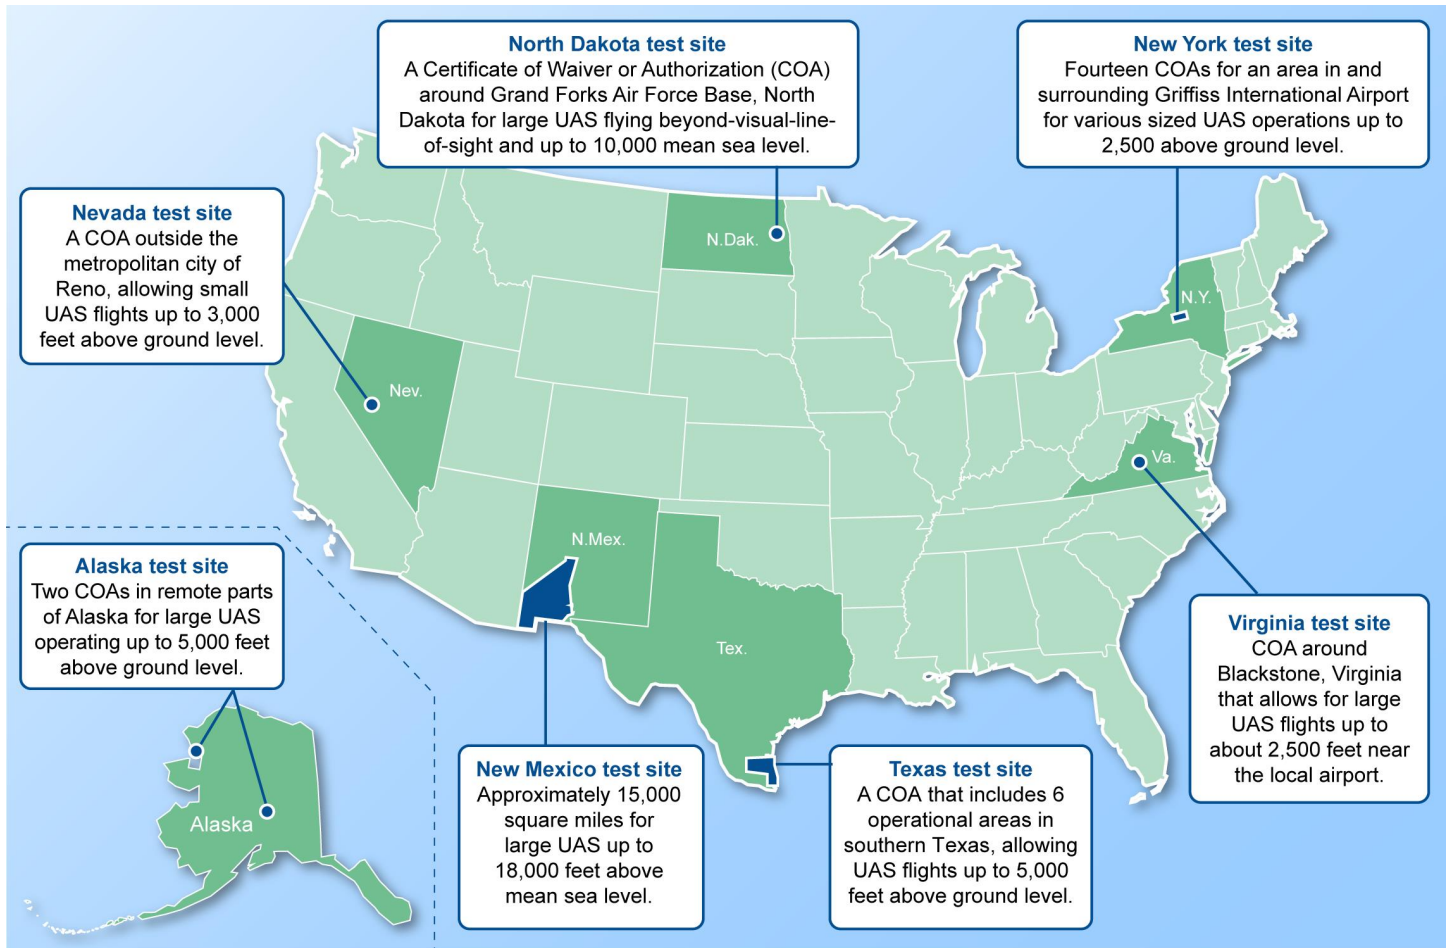 North Dakota test site
A Certificate of Waiver or Authorization (COA)
around Grand Forks Air Force Base, North
Dakota for large UAS flying beyond-visual-line-
of-sight and up to 10,000 mean sea level.
New York test site
Fourteen COAs for an area in and
surrounding Griffiss International Airport
for various sized UAS operations up to
2,500 above ground level.
Nevada test site
A COA outside the
metropolitan city of
Reno, allowing small
UAS flights up to 3,000
feet above ground level.
N.Dak.
N.Y.
Nev.
Va.
N.Mex.
Tex.
Alaska test site
Two COAs in remote parts
of Alaska for large UAS
operating up to 5,000 feet
above ground level.
Alaska
Virginia test site
COA around
Blackstone, Virginia
that allows for large
UAS flights up to
about 2,500 feet near
the local airport.
New Mexico test site
Approximately 15,000
square miles for
large UAS up to
18,000 feet above
mean sea level.
Texas test site
A COA that includes 6
operational areas in
southern Texas, allowing
UAS flights up to 5,000
feet above ground level.